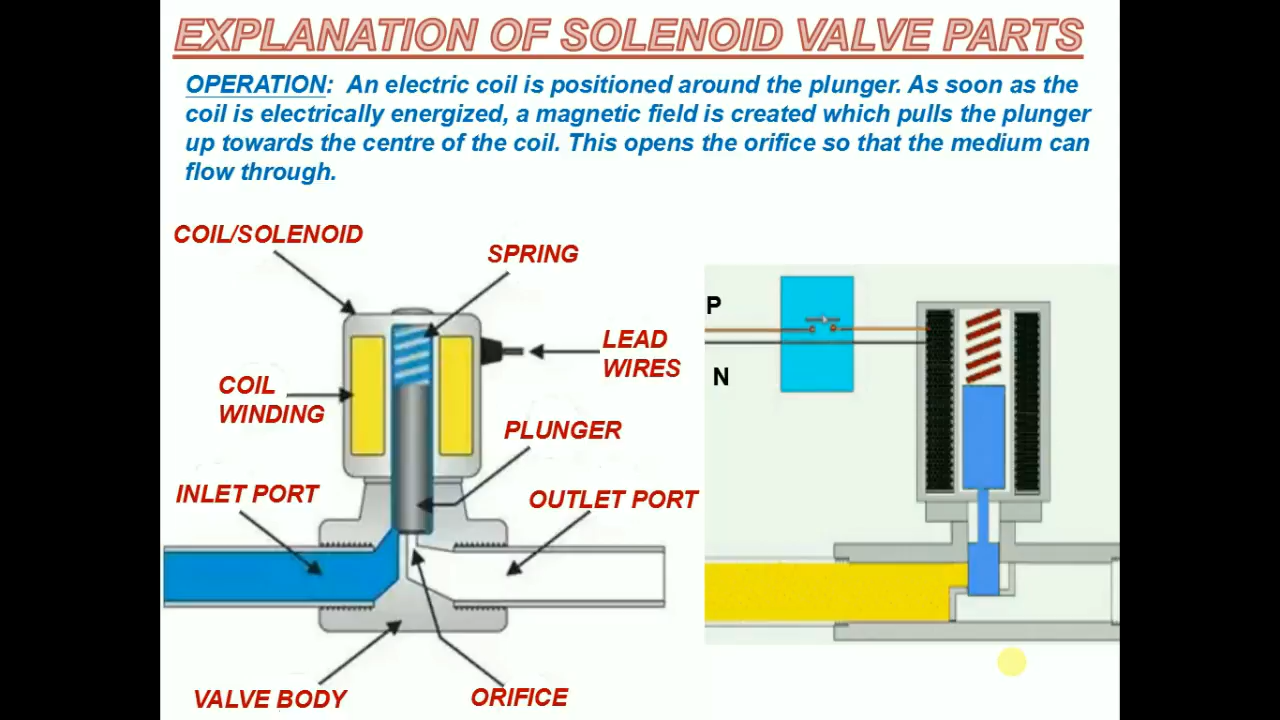 EXPLANATION OF SOLENOID VALVE PARTS
OPERATION: An electric coil is positioned around the plunger. As soon as the
coil is electrically energized, a magnetic field is created which pulls the plunger
up towards the centre of the coil. This opens the orifice so that the medium can
flow through.
COIL/SOLENOID
SPRING
LEAD
WIRES
COIL
WINDING
PLUNGER
INLET PORT
OUTLET PORT
VALVE BODY
ORIFICE
P
N